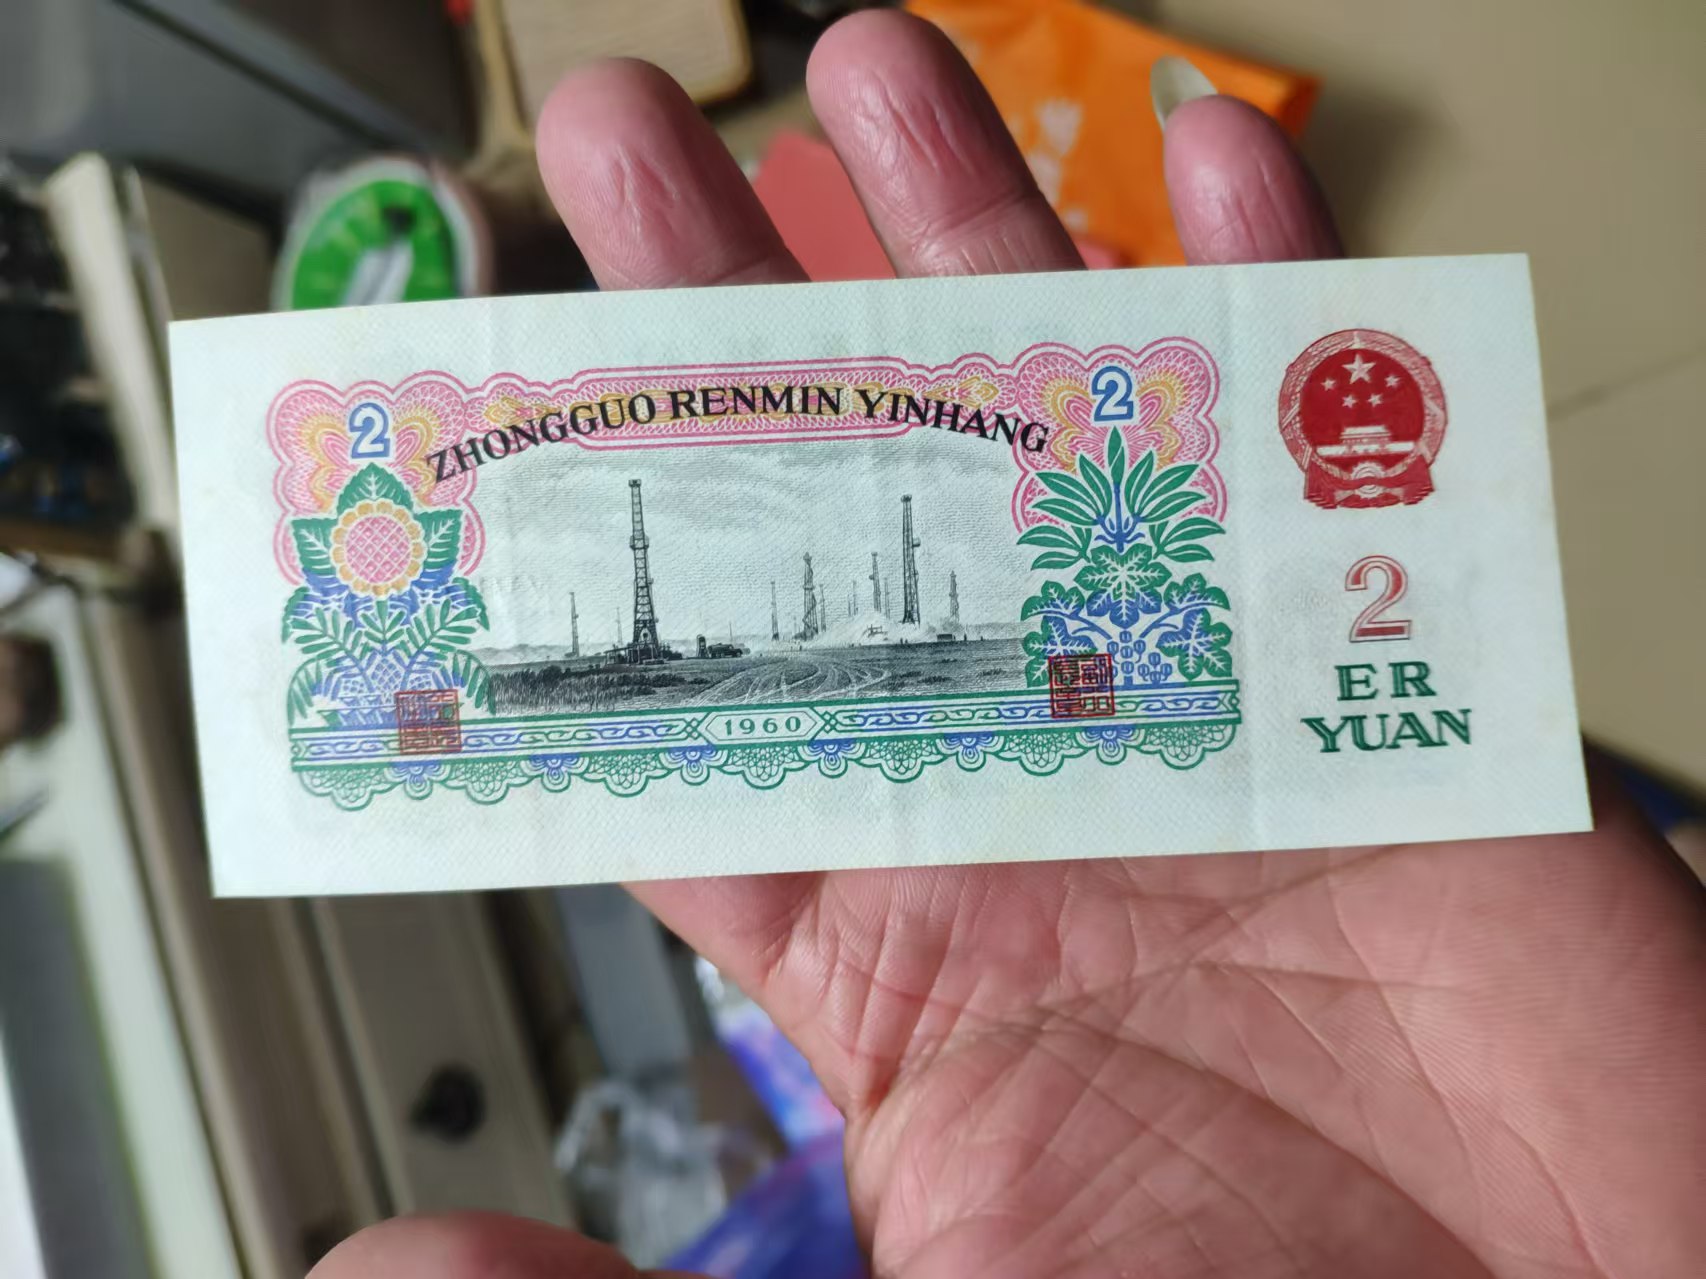 2
2
ZHONGGUO RENMIN YINHANG
1960
2
ER
YUAN